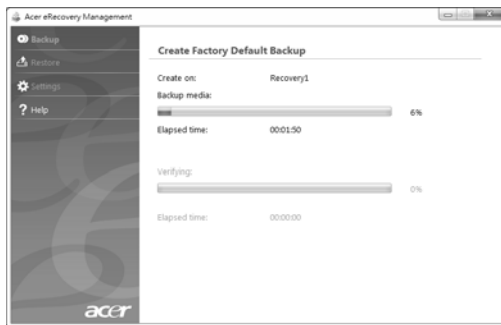 Acer eRecovery Management
Backup
Restore
Settings
? Help
Create Factory Default Backup
Create on: Recovery1
Backup media:
6%
Elapsed time: 00:01:50
Verifying:
0%
Elapsed time: 00:00:00
acer